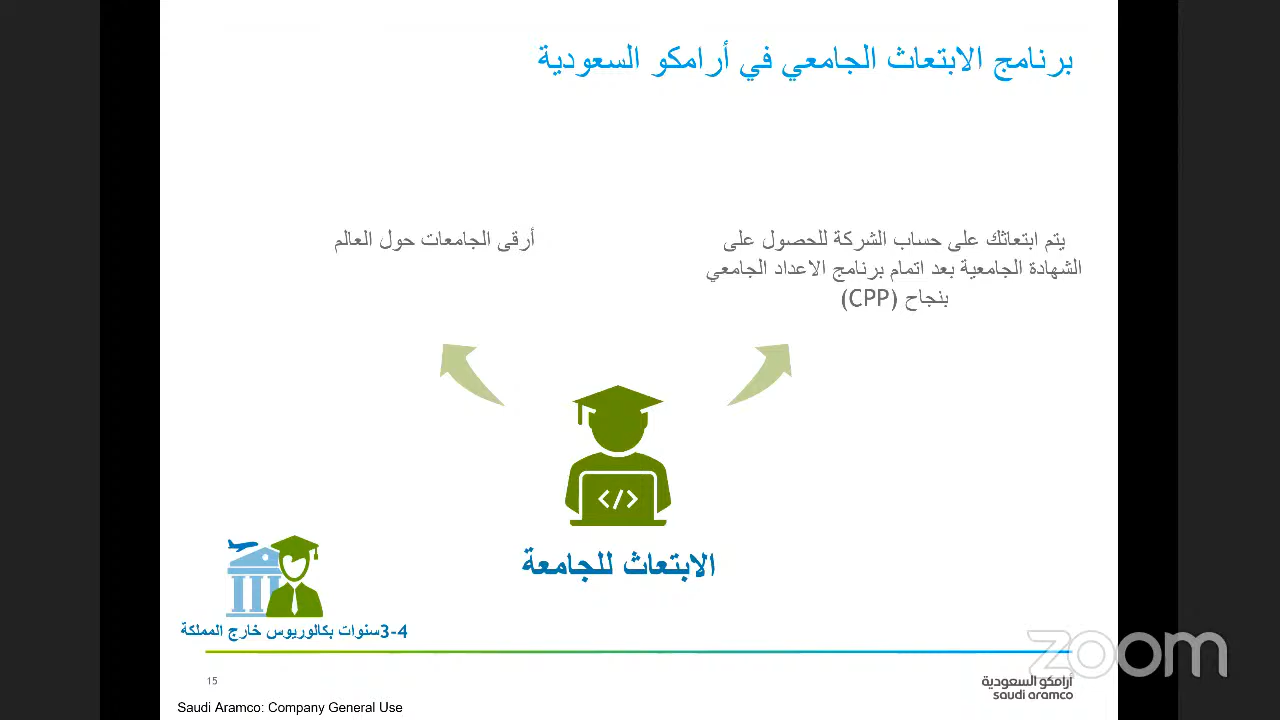 برنامج الابتعاث الجامعي في أرامكو السعودية
يتم ابتعاثك على حساب الشركة للحصول على
الشهادة الجامعية بعد اتمام برنامج الاعداد الجامعي
بنجاح (CPP)
أرقى الجامعات حول العالم
</>
الابتعاث للجامعة
3-4سنوات بكالوريوس خارج المملكة
15
أرامكو السعودية
saudi aramco
zoom
Saudi Aramco: Company General Use